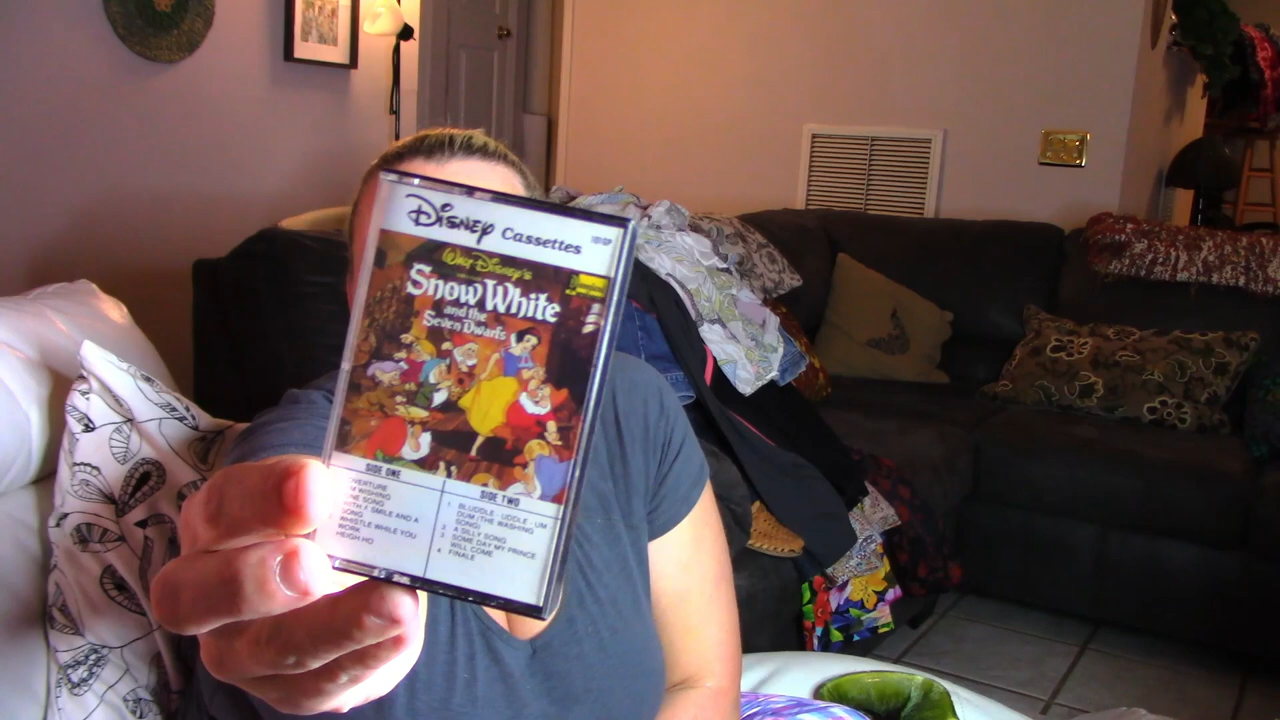 Disney Cassettes
Walt Disney's
Snow White
and the
Seven Dwarfs
SIDE ONE
OVERTURE
WISHING
ONE SONG
WITH A SMILE AND A
SONG
WHISTLE WHILE YOU
WORK
HEIGH HO
SIDE TWO
1. BLUDDLE - UDDLE - UM -
DUM (THE WASHING
SONG)
2. A SILLY SONG
3. SOME DAY MY PRINCE
WILL COME
4. FINALE